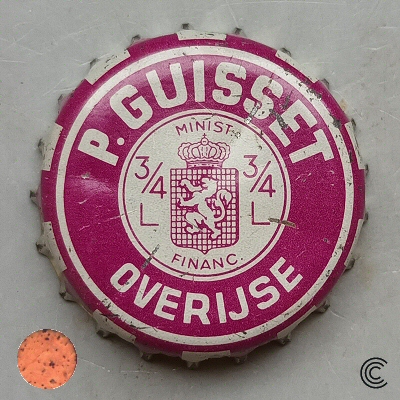 P. GUISSET
MINIST.
3/4 L
3/4 L
FINANC.
OVERIJSE